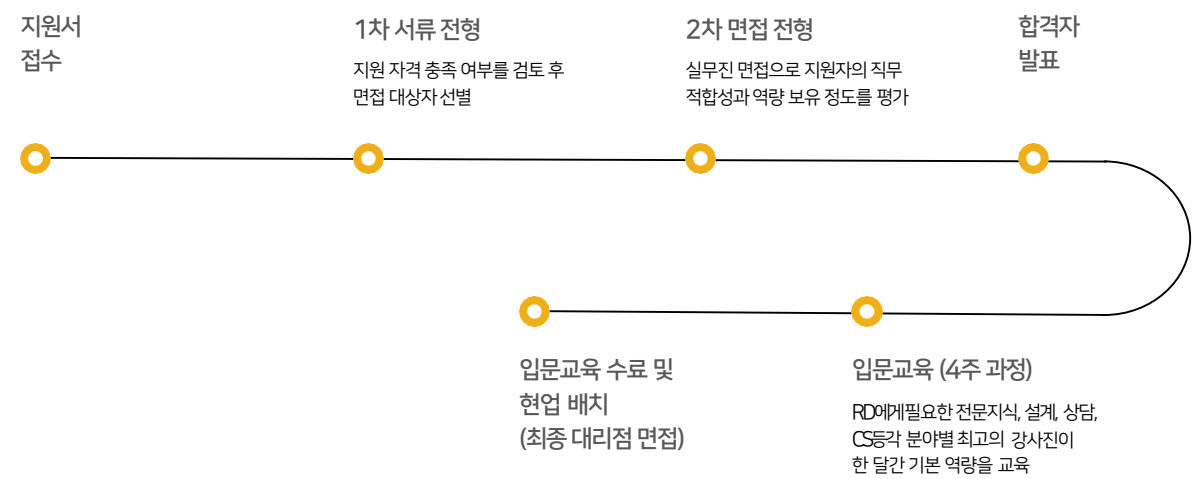 지원서
접수
1차 서류 전형
지원 자격 충족 여부를 검토 후
면접 대상자 선별
2차 면접 전형
실무진 면접으로 지원자의 직무
적합성과 역량 보유 정도를 평가
합격자
발표
입문교육 (4주 과정)
RD에게필요한 전문지식, 설계, 상담,
CS등각 분야별 최고의 강사진이
한 달간 기본 역량을 교육
입문교육 수료 및
현업 배치
(최종 대리점 면접)